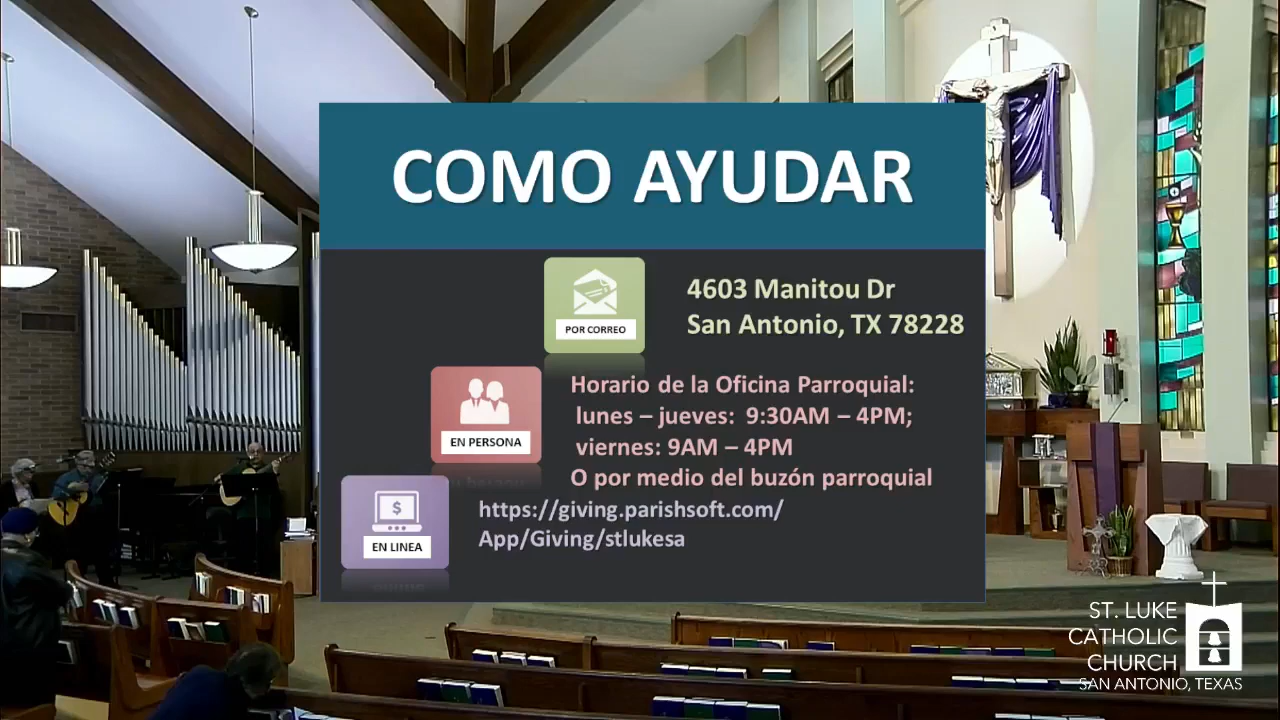 COMO AYUDAR
POR CORREO
4603 Manitou Dr
San Antonio, TX 78228
EN PERSONA
Horario de la Oficina Parroquial:
lunes – jueves: 9:30AM – 4PM;
viernes: 9AM – 4PM
O por medio del buzón parroquial
EN LINEA
https://giving.parishsoft.com/
App/Giving/stlukesa
ST. LUKE
CATHOLIC
CHURCH
SAN ANTONIO, TEXAS